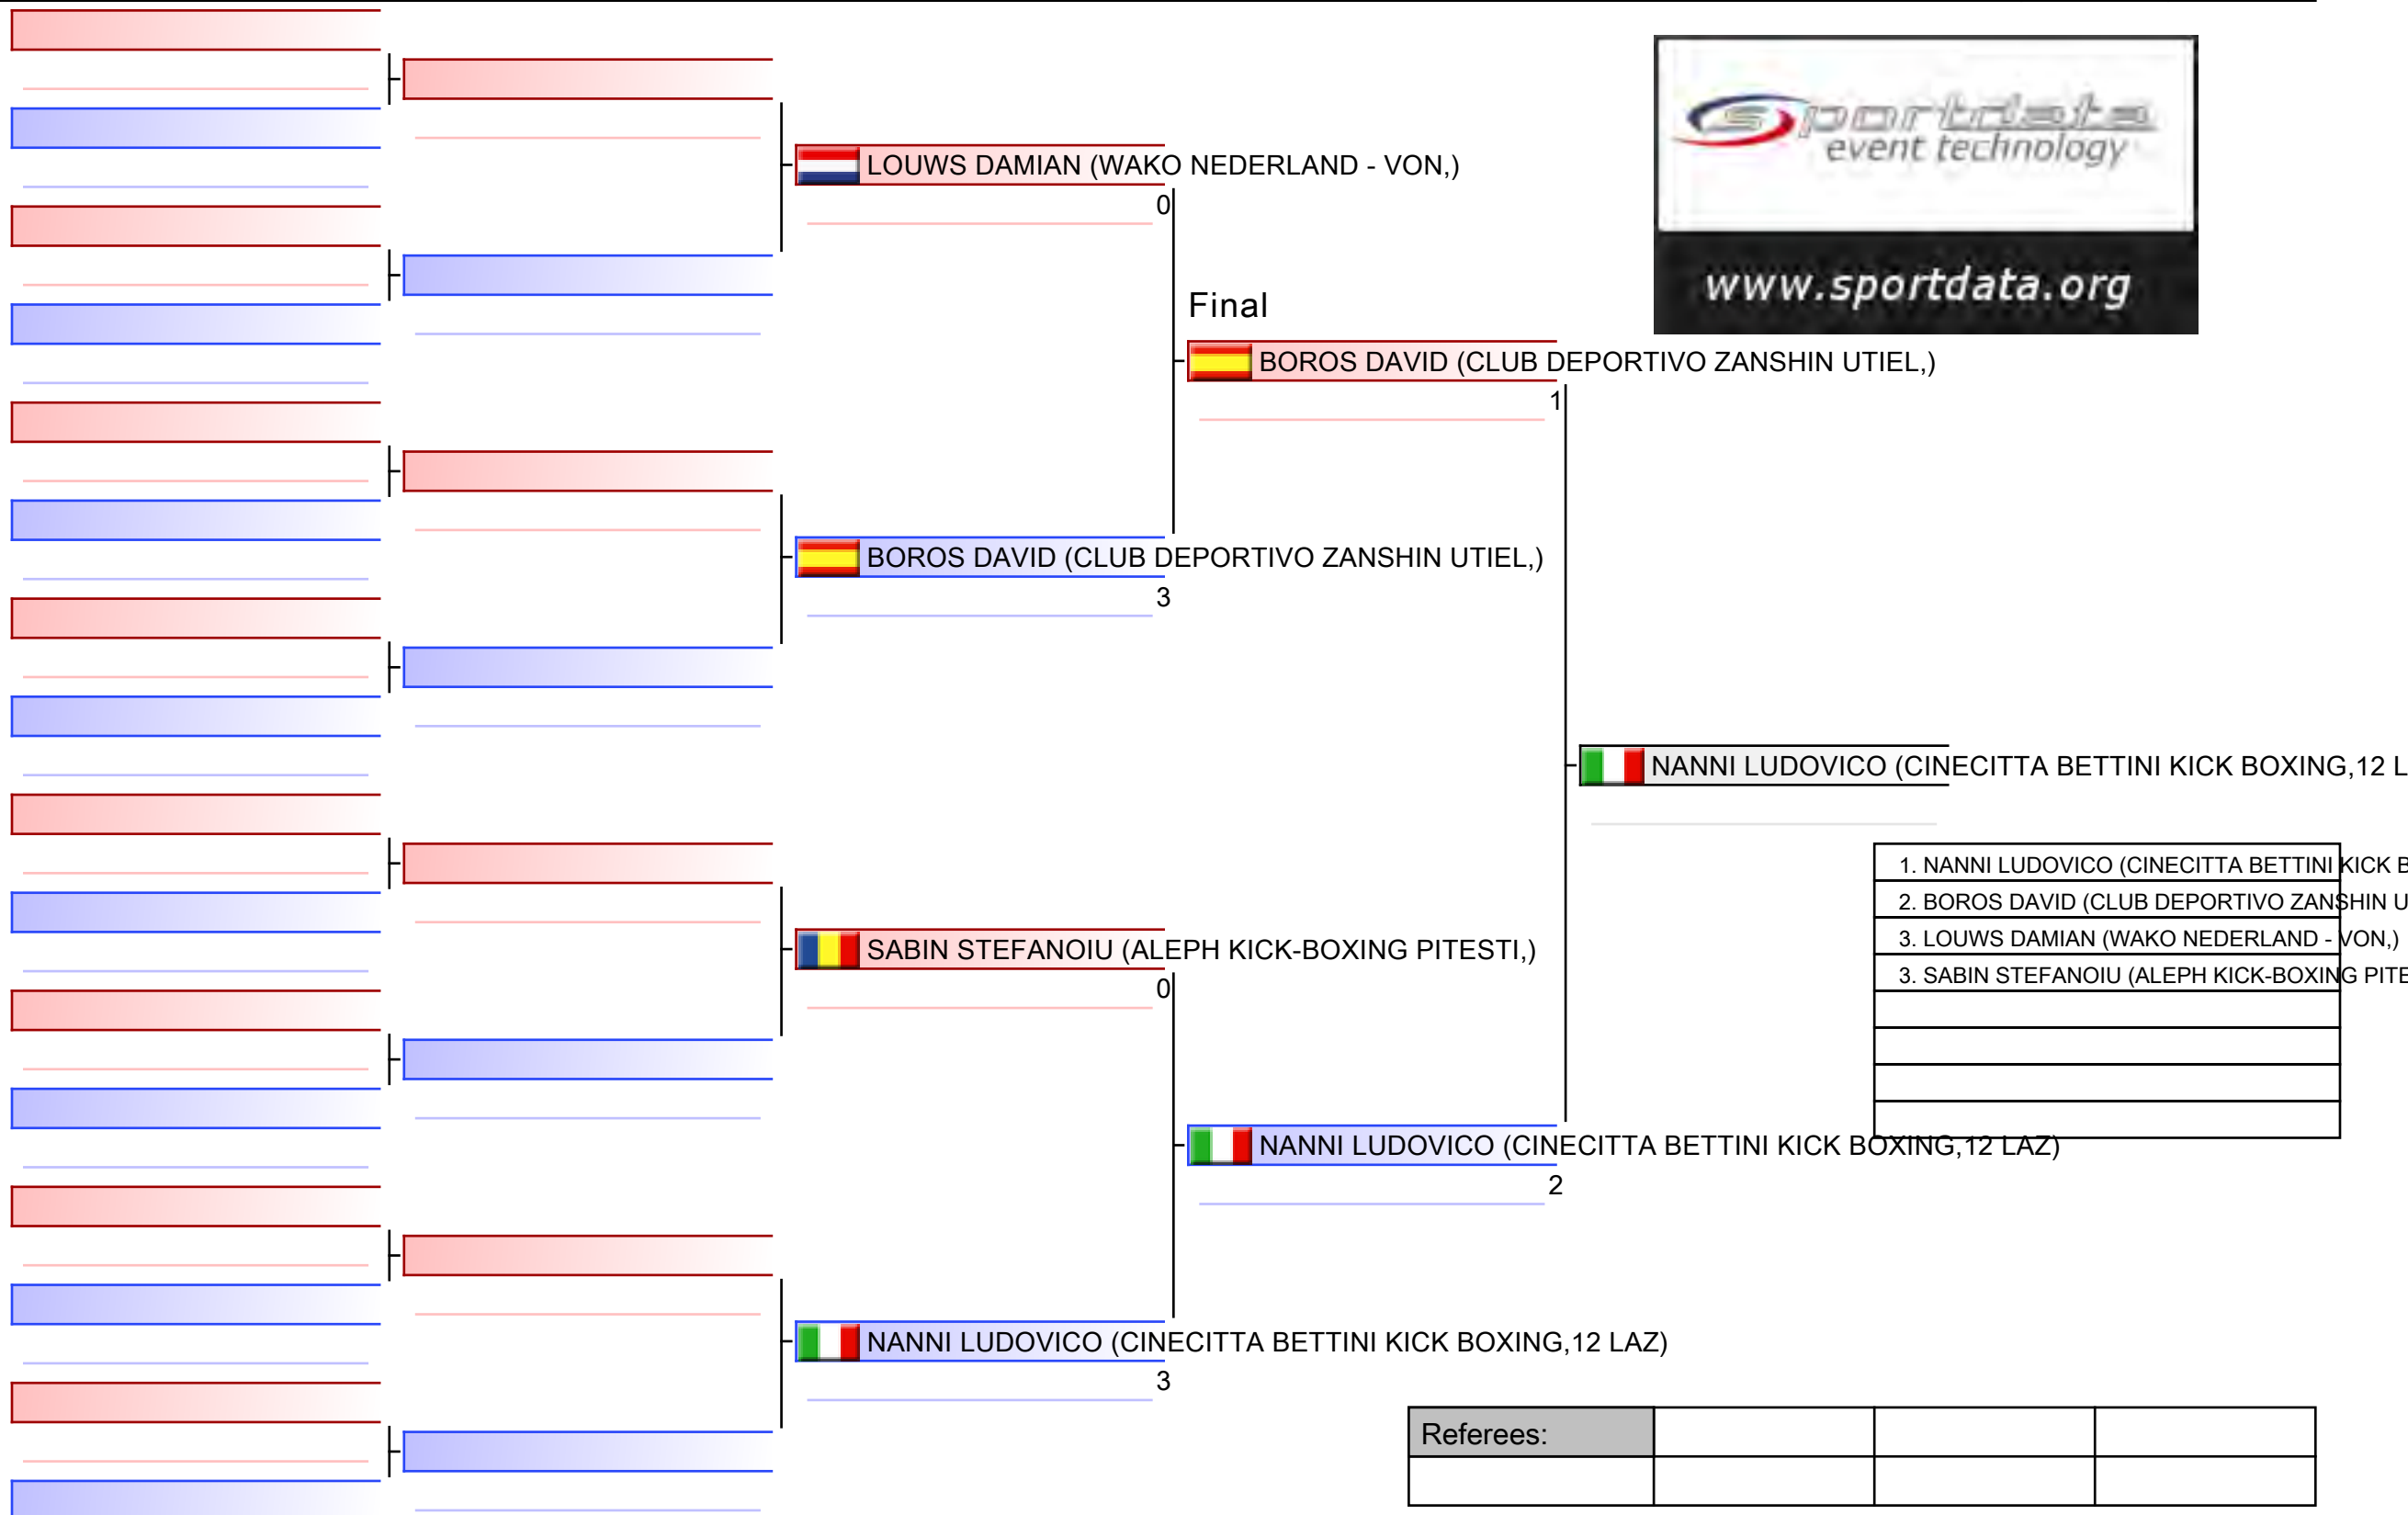 sportdata
event technology
www.sportdata.org
LOUWS DAMIAN (WAKO NEDERLAND - VON,)
0
Final
BOROS DAVID (CLUB DEPORTIVO ZANSHIN UTIEL,)
1
BOROS DAVID (CLUB DEPORTIVO ZANSHIN UTIEL,)
3
NANNI LUDOVICO (CINECITTA BETTINI KICK BOXING,12 L
1. NANNI LUDOVICO (CINECITTA BETTINI KICK B
2. BOROS DAVID (CLUB DEPORTIVO ZANSHIN U
3. LOUWS DAMIAN (WAKO NEDERLAND - VON,)
3. SABIN STEFANOIU (ALEPH KICK-BOXING PITE
SABIN STEFANOIU (ALEPH KICK-BOXING PITESTI,)
0
NANNI LUDOVICO (CINECITTA BETTINI KICK BOXING,12 LAZ)
2
NANNI LUDOVICO (CINECITTA BETTINI KICK BOXING,12 LAZ)
3
Referees: